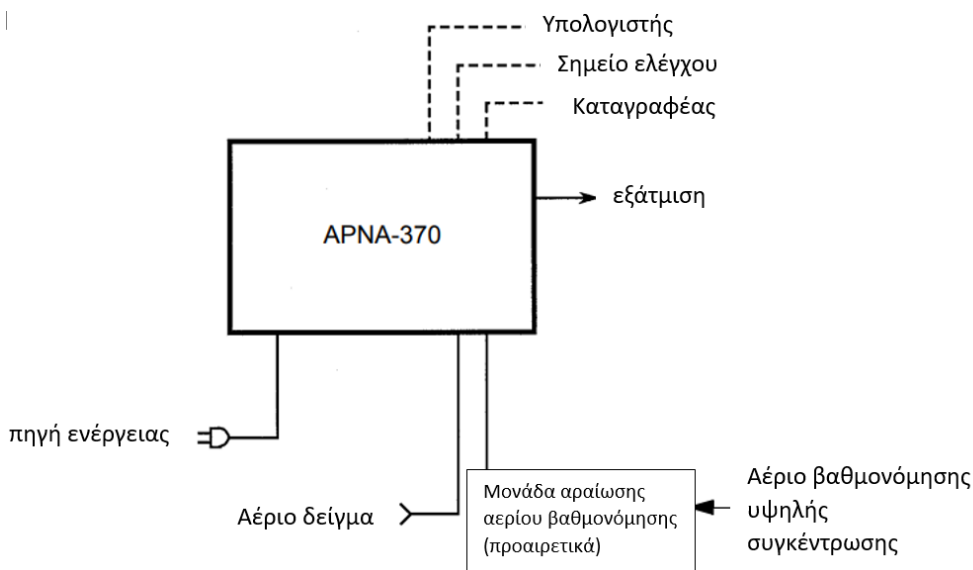 Υπολογιστής
Σημείο ελέγχου
Καταγραφέας
εξάτμιση
APNA-370
πηγή ενέργειας
Αέριο δείγμα
Μονάδα αραίωσης
αερίου βαθμονόμησης
(προαιρετικά)
Αέριο βαθμονόμησης
υψηλής
συγκέντρωσης